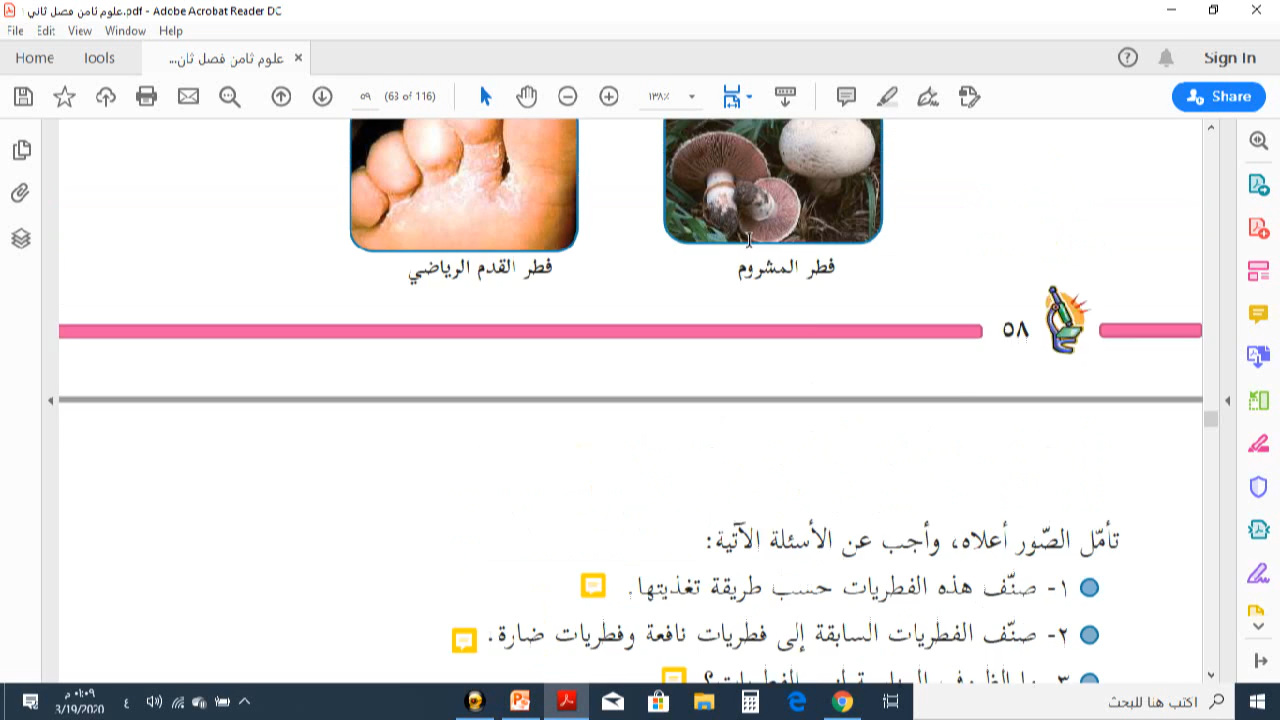 علوم ثامن فصل ثاني.pdf - Adobe Acrobat Reader DC
File Edit View Window Help
Home Tools علوم ثامن فصل ثان... Sign In
٥٩ (63 of 116) ١٣٨٪ Share
فطر المشروم
فطر القدم الرياضي
٥٨
تأمّل الصّور أعلاه، وأجب عن الأسئلة الآتية:
١- صنّف هذه الفطريات حسب طريقة تغذيتها.
٢- صنّف الفطريات السابقة إلى فطريات نافعة وفطريات ضارة.
اكتب هنا للبحث
٠١:٠٩ م
3/19/2020
ع